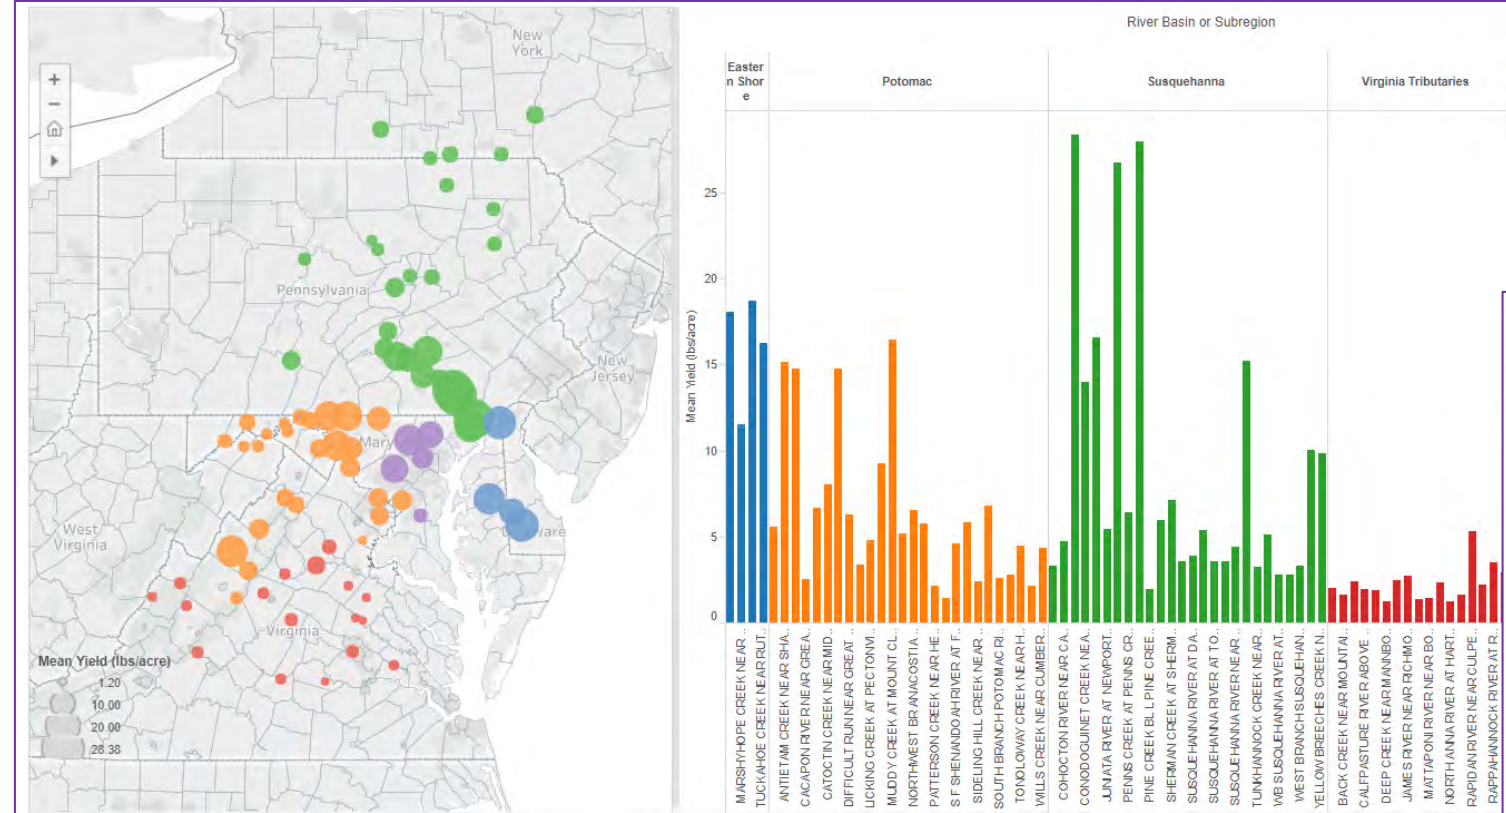 New
York
Pennsylvania
New
Jersey
Mary
Delaware
West
Virginia
Virginia
Mean Yield (lbs/acre)
1.20
10.00
20.00
28.38
River Basin or Subregion
Easter
n Shor
e
Potomac
Susquehanna
Virginia Tributaries
Mean Yield (lbs/acre)
25
20
15
10
5
0
MARSHYHOPE CREEK NEAR ..
TUCKAHOE CREEK NEAR RUT..
ANTIETAM CREEK NEAR SHA..
CACAPON RIVER NEAR GREA..
CATOCTIN CREEK NEAR MID..
DIFFICULT RUN NEAR GREAT ..
LICKING CREEK AT PECTONVI..
MUDDY CREEK AT MOUNT CL..
NORTHWEST BR ANACOSTIA ..
PATTERSON CREEK NEAR HE..
S F SHENANDOAH RIVER AT F..
SIDELING HILL CREEK NEAR ..
SOUTH BRANCH POTOMAC RI..
TONOLOWAY CREEK NEAR H..
WILLS CREEK NEAR CUMBER..
COHOCTON RIVER NEAR CA..
CONODOGUINET CREEK NEA..
JUNIATA RIVER AT NEWPORT..
PENNS CREEK AT PENNS CR..
PINE CREEK BL L PINE CREE..
SHERMAN CREEK AT SHERM..
SUSQUEHANNA RIVER AT DA..
SUSQUEHANNA RIVER AT TO..
SUSQUEHANNA RIVER NEAR ..
TUNKHANNOCK CREEK NEAR..
WB SUSQUEHANNA RIVER AT..
WEST BRANCH SUSQUEHAN..
YELLOW BREECHES CREEK N..
BACK CREEK NEAR MOUNTAI..
CALFPASTURE RIVER ABOVE ..
DEEP CREEK NEAR MANNBO..
JAMES RIVER NEAR RICHMO..
MATTAPONI RIVER NEAR BO..
NORTH ANNA RIVER AT HART..
RAPIDAN RIVER NEAR CULPE..
RAPPAHANNOCK RIVER AT R..